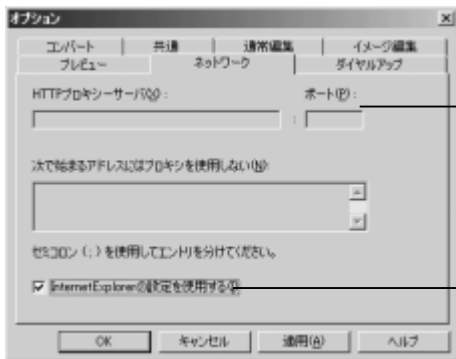 オプション
コンバート 共通 通常編集 イメージ編集
プレビュー ネットワーク ダイヤルアップ
HTTPプロキシーサーバ(X): ポート(P):
:
次で始まるアドレスにはプロキシを使用しない(N):
セミコロン(;)を使用してエントリを分けてください。
InternetExplorerの設定を使用する(I)
OK キャンセル 適用(A) ヘルプ